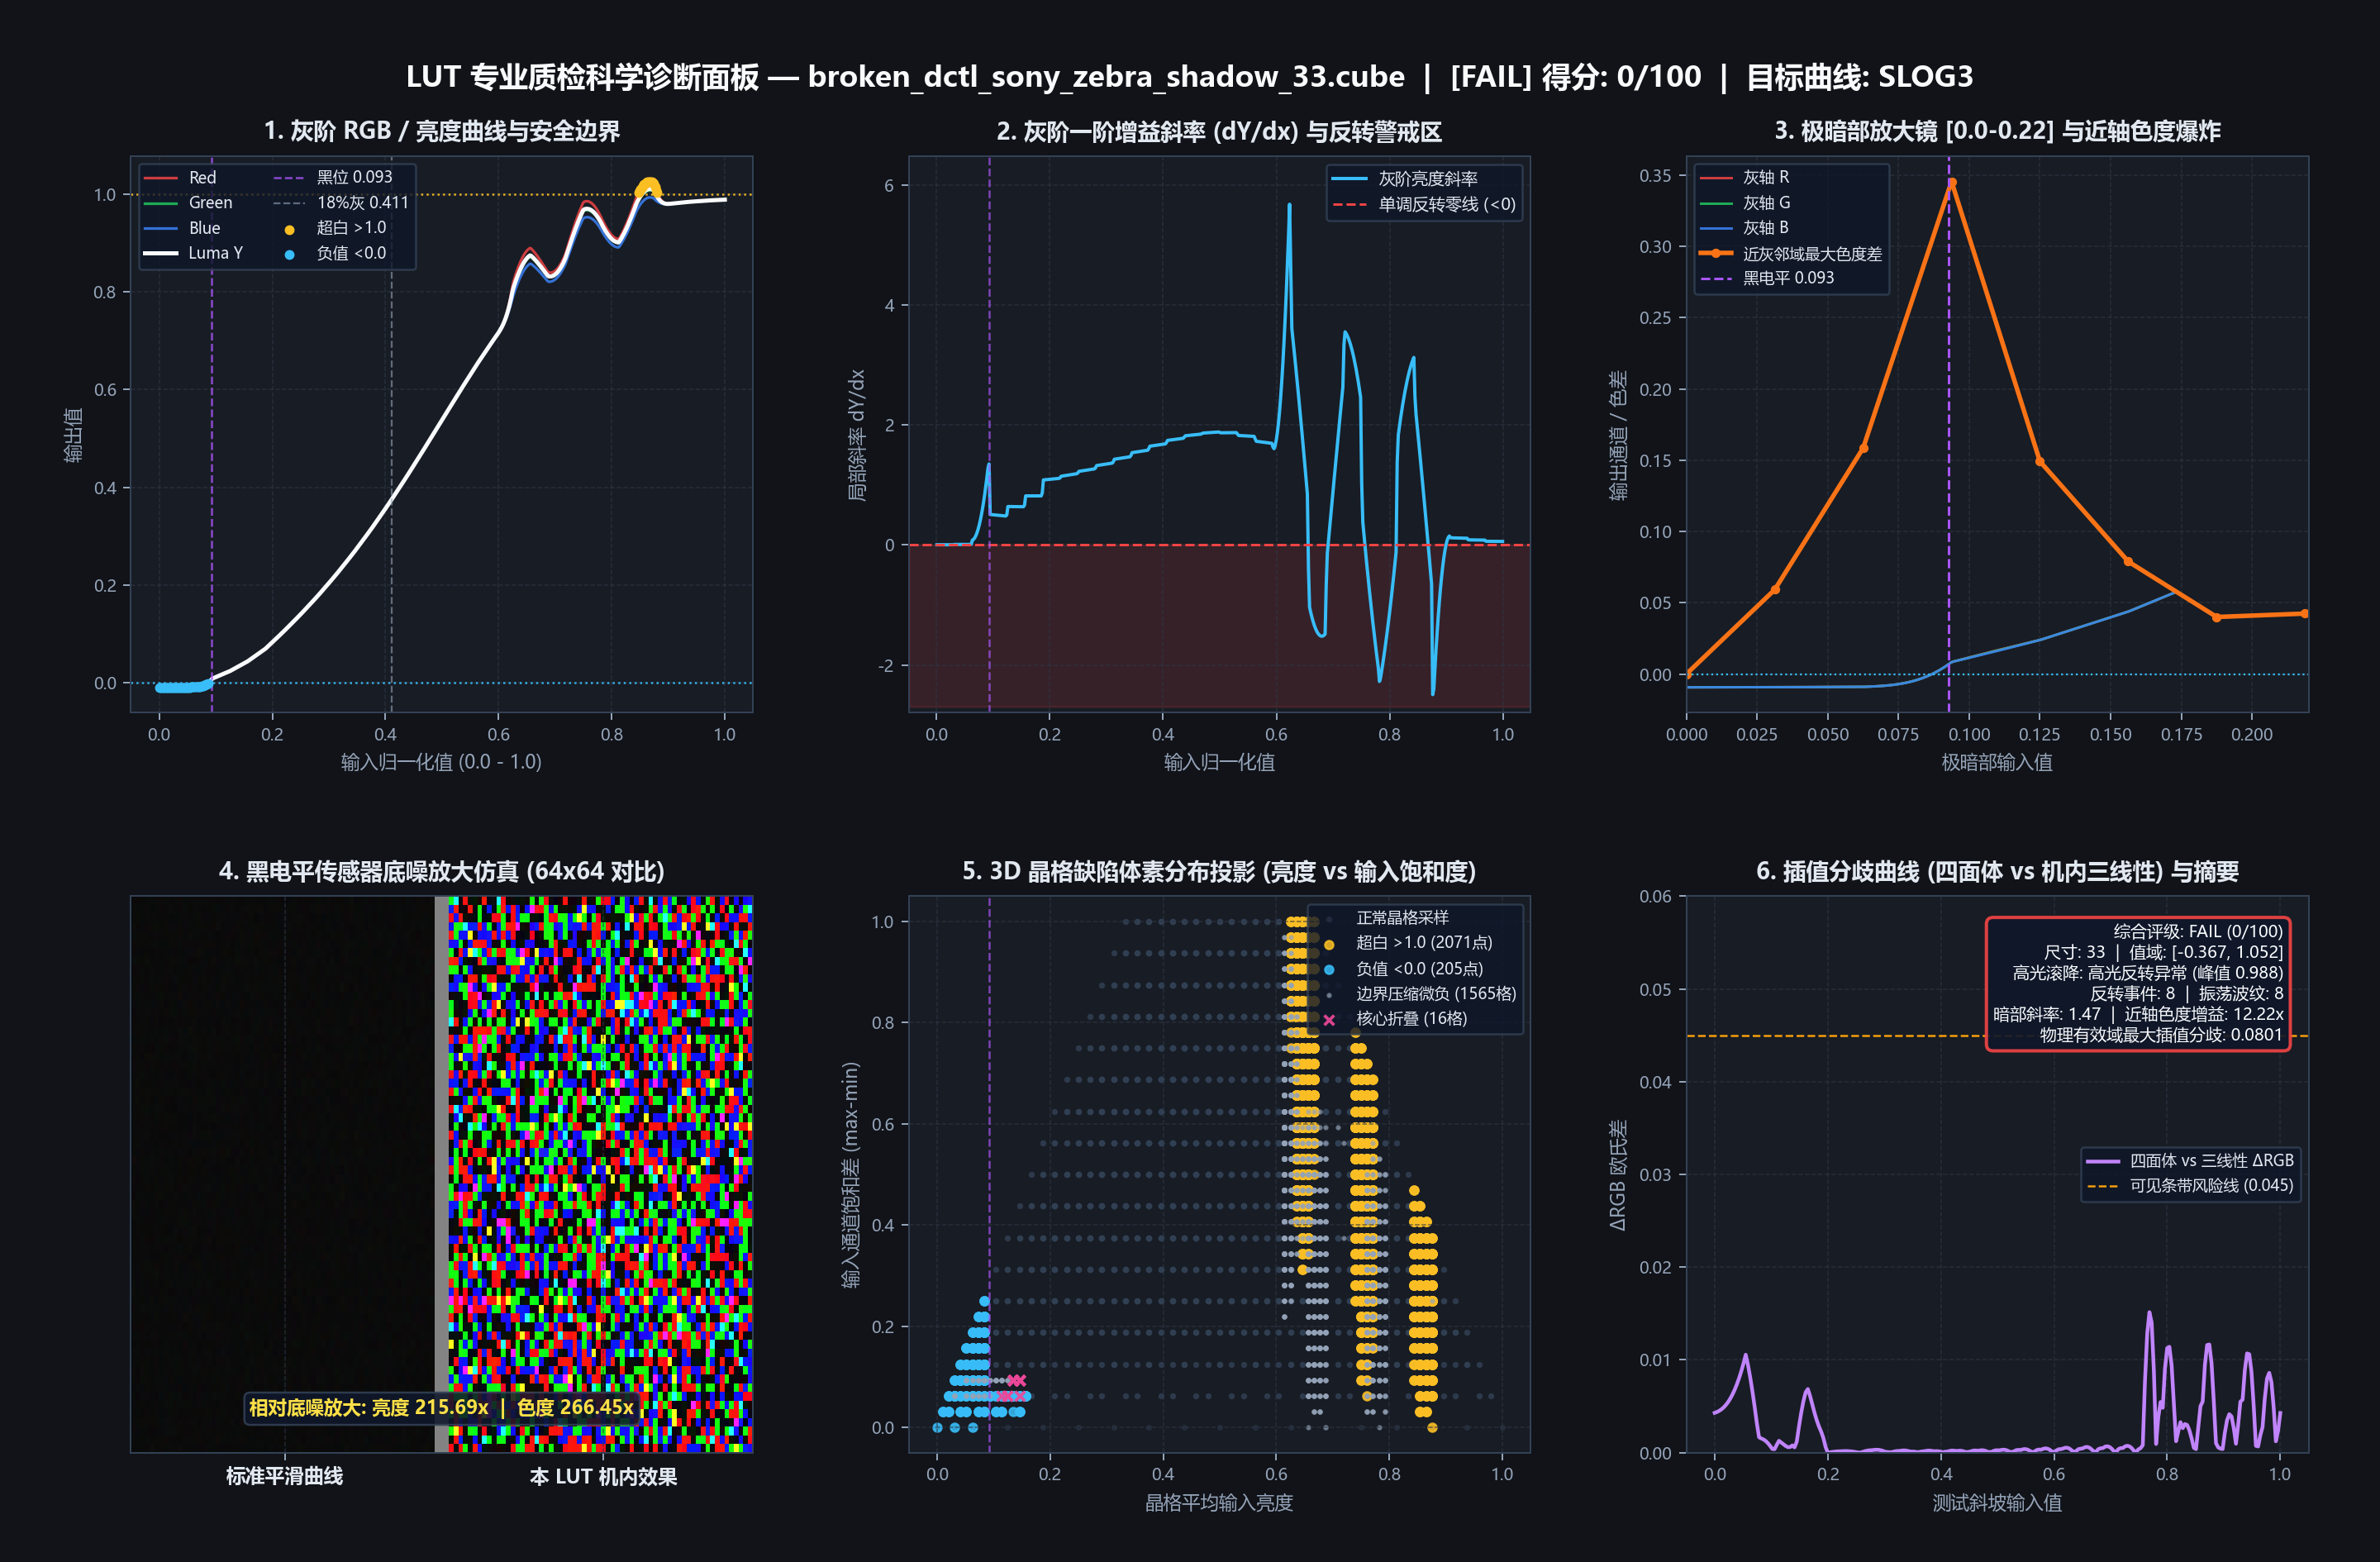 LUT 专业质检科学诊断面板 — broken_dctl_sony_zebra_shadow_33.cube | [FAIL] 得分: 0/100 | 目标曲线: SLOG3
1. 灰阶 RGB / 亮度曲线与安全边界
Red
Green
Blue
Luma Y
黑位 0.093
18%灰 0.411
超白 >1.0
负值 <0.0
1.0
0.8
0.6
0.4
0.2
0.0
输出值
0.0 0.2 0.4 0.6 0.8 1.0
输入归一化值 (0.0 - 1.0)
2. 灰阶一阶增益斜率 (dY/dx) 与反转警戒区
灰阶亮度斜率
单调反转零线 (<0)
6
4
2
0
-2
局部斜率 dY/dx
0.0 0.2 0.4 0.6 0.8 1.0
输入归一化值
3. 极暗部放大镜 [0.0-0.22] 与近轴色度爆炸
灰轴 R
灰轴 G
灰轴 B
近灰邻域最大色度差
黑电平 0.093
0.35
0.30
0.25
0.20
0.15
0.10
0.05
0.00
输出通道 / 色差
0.000 0.025 0.050 0.075 0.100 0.125 0.150 0.175 0.200
极暗部输入值
4. 黑电平传感器底噪放大仿真 (64x64 对比)
相对底噪放大: 亮度 215.69x | 色度 266.45x
标准平滑曲线
本 LUT 机内效果
5. 3D 晶格缺陷体素分布投影 (亮度 vs 输入饱和度)
正常晶格采样
超白 >1.0 (2071点)
负值 <0.0 (205点)
边界压缩微负 (1565格)
核心折叠 (16格)
1.0
0.8
0.6
0.4
0.2
0.0
输入通道饱和差 (max-min)
0.0 0.2 0.4 0.6 0.8 1.0
晶格平均输入亮度
6. 插值分歧曲线 (四面体 vs 机内三线性) 与摘要
综合评级: FAIL (0/100)
尺寸: 33 | 值域: [-0.367, 1.052]
高光滚降: 高光反转异常 (峰值 0.988)
反转事件: 8 | 振荡波纹: 8
暗部斜率: 1.47 | 近轴色度增益: 12.22x
物理有效域最大插值分歧: 0.0801
四面体 vs 三线性 ΔRGB
可见条带风险线 (0.045)
0.06
0.05
0.04
0.03
0.02
0.01
0.00
ΔRGB 欧氏差
0.0 0.2 0.4 0.6 0.8 1.0
测试斜坡输入值